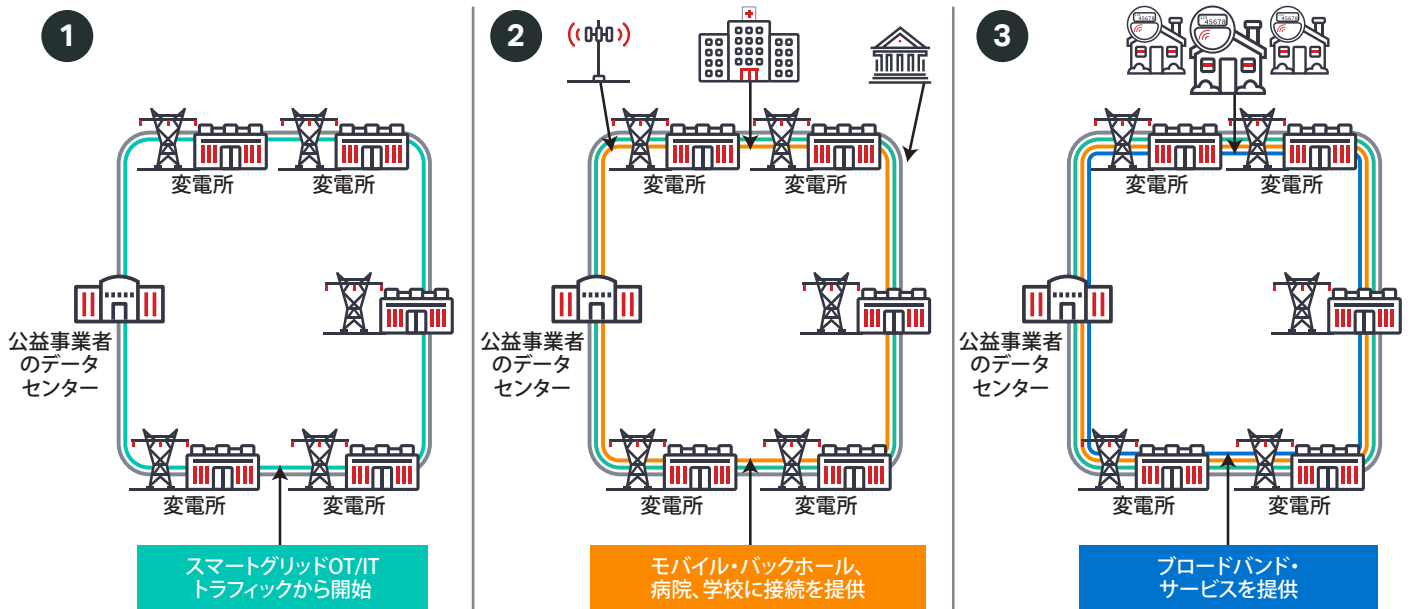 1
変電所
変電所
公益事業者
のデータ
センター
変電所
変電所
スマートグリッドOT/IT
トラフィックから開始
2
変電所
変電所
公益事業者
のデータ
センター
変電所
変電所
モバイル・バックホール、
病院、学校に接続を提供
3
45678
45678
45678
変電所
変電所
公益事業者
のデータ
センター
変電所
変電所
ブロードバンド・
サービスを提供